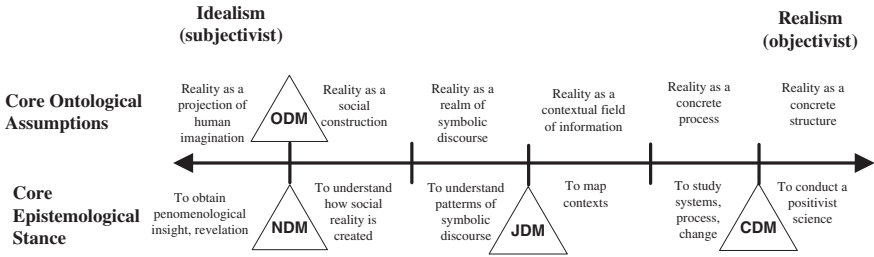 Idealism
(subjectivist)
Realism
(objectivist)
Core Ontological
Assumptions
Reality as a
projection of
human
imagination
ODM
Reality as a
social
construction
Reality as a
realm of
symbolic
discourse
Reality as a
contextual field
of information
Reality as a
concrete
process
Reality as a
concrete
structure
Core
Epistemological
Stance
To obtain
penomenological
insight, revelation
NDM
To understand
how social
reality is
created
To understand
patterns of
symbolic
discourse
JDM
To map
contexts
To study
systems,
process,
change
CDM
To conduct a
positivist
science